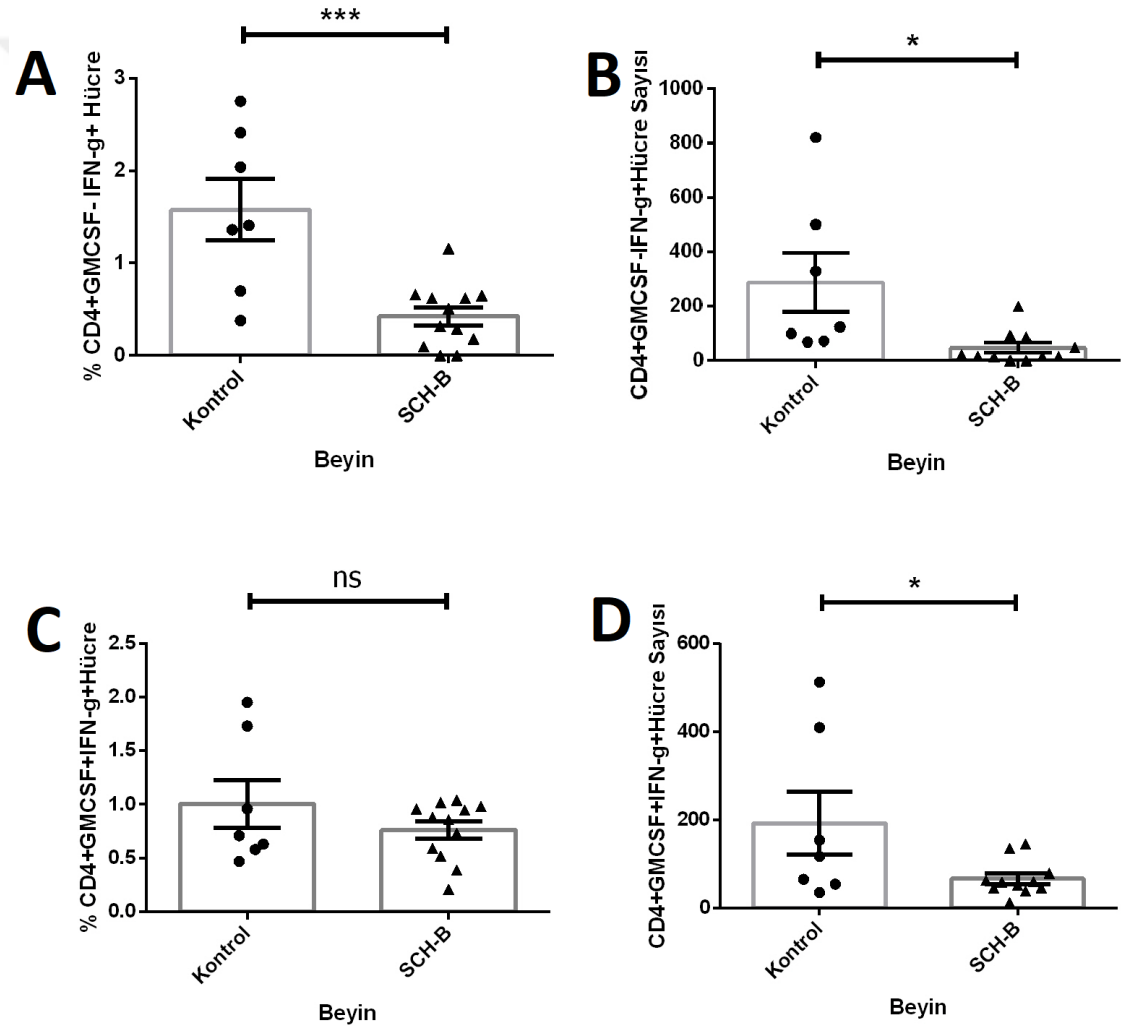 A
***
% CD4+GMCSF- IFN-g+ Hücre
3
2
1
0
Kontrol
SCH-B
Beyin
B
*
CD4+GMCSF-IFN-g+Hücre Sayısı
1000
800
600
400
200
0
Kontrol
SCH-B
Beyin
C
ns
% CD4+GMCSF+IFN-g+Hücre
2.5
2.0
1.5
1.0
0.5
0.0
Kontrol
SCH-B
Beyin
D
*
CD4+GMCSF+IFN-g+Hücre Sayısı
600
400
200
0
Kontrol
SCH-B
Beyin